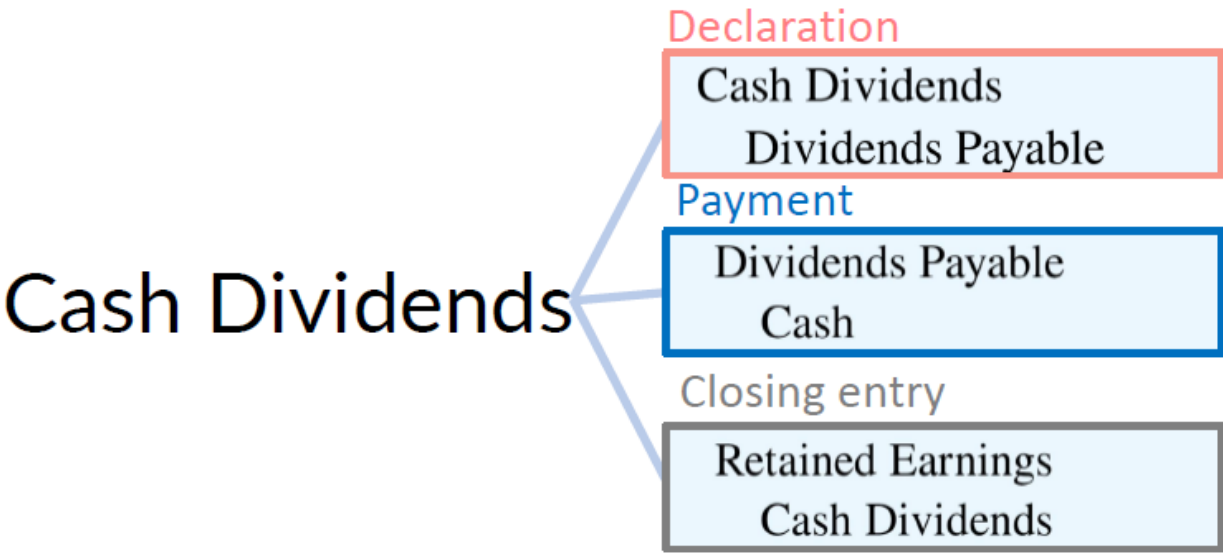 Cash Dividends
Declaration
Cash Dividends
Dividends Payable
Payment
Dividends Payable
Cash
Closing entry
Retained Earnings
Cash Dividends